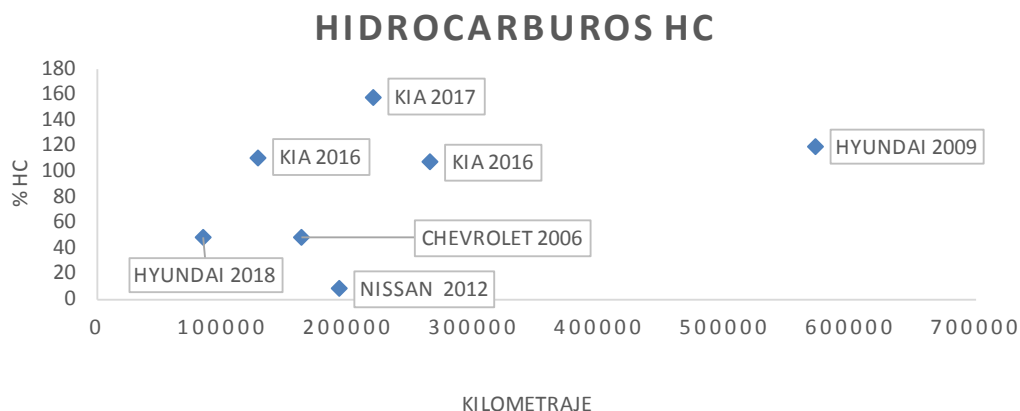 HIDROCARBUROS HC
180
160
140
120
100
80
60
40
20
0
% HC
KIA 2017
KIA 2016
KIA 2016
HYUNDAI 2009
CHEVROLET 2006
HYUNDAI 2018
NISSAN 2012
0 100000 200000 300000 400000 500000 600000 700000
KILOMETRAJE